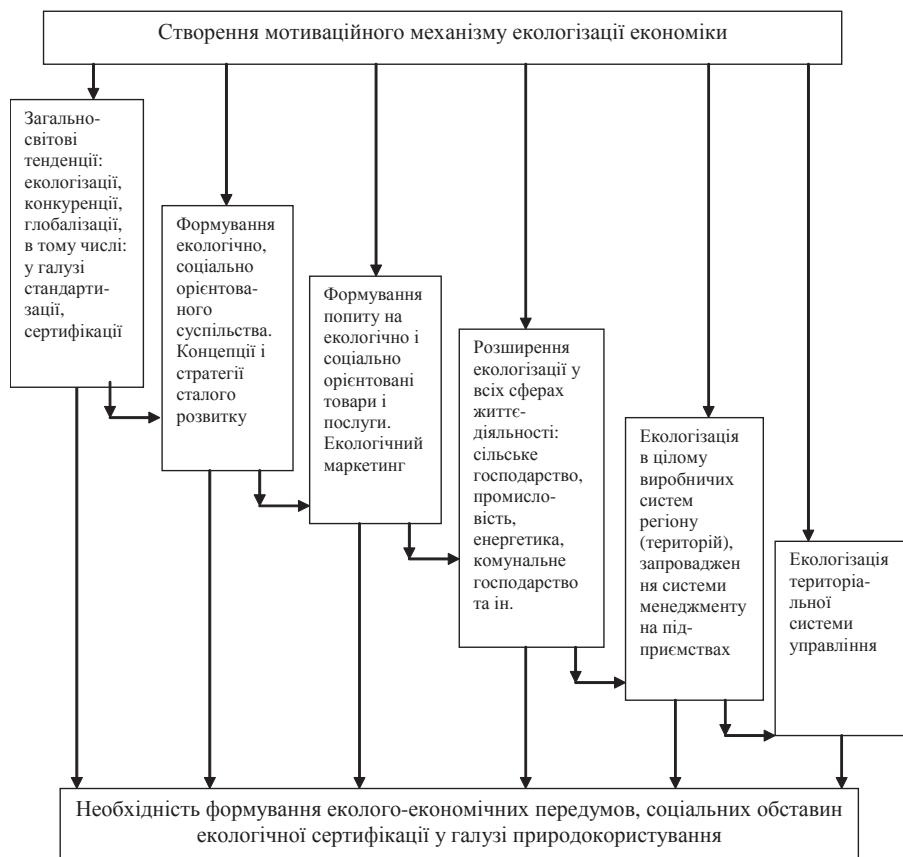 Створення мотиваційного механізму екологізації економіки
Загально-
світові
тенденції:
екологізації,
конкуренції,
глобалізації,
в тому числі:
у галузі
стандарти-
зації,
сертифікації
Формування
екологічно,
соціально
орієнтова-
ного
суспільства.
Концепції і
стратегії
сталого
розвитку
Формування
попиту на
екологічно і
соціально
орієнтовані
товари і
послуги.
Екологічний
маркетинг
Розширення
екологізації у
всіх сферах
життє-
діяльності:
сільське
господарство,
промисло-
вість,
енергетика,
комунальне
господарство
та ін.
Екологізація
в цілому
виробничих
систем
регіону
(територій),
запроваджен
ня системи
менеджменту
на під-
приємствах
Екологізація
територіа-
льної
системи
управління
Необхідність формування еколого-економічних передумов, соціальних обставин
екологічної сертифікації у галузі природокористування